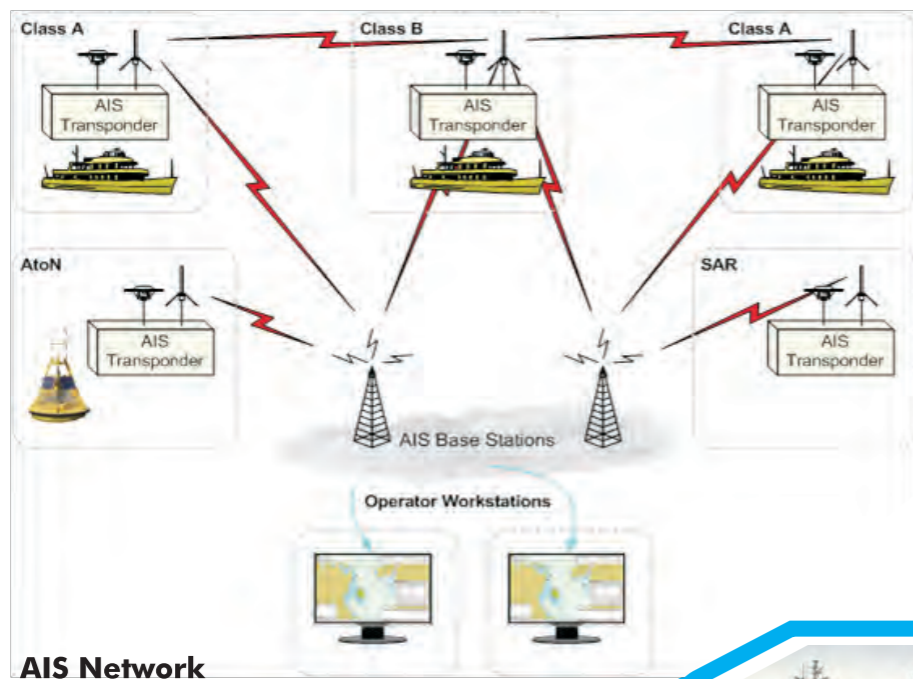 Class A
Class B
Class A
AIS
Transponder
AIS
Transponder
AIS
Transponder
AtoN
SAR
AIS
Transponder
AIS
Transponder
AIS Base Stations
Operator Workstations
AIS Network